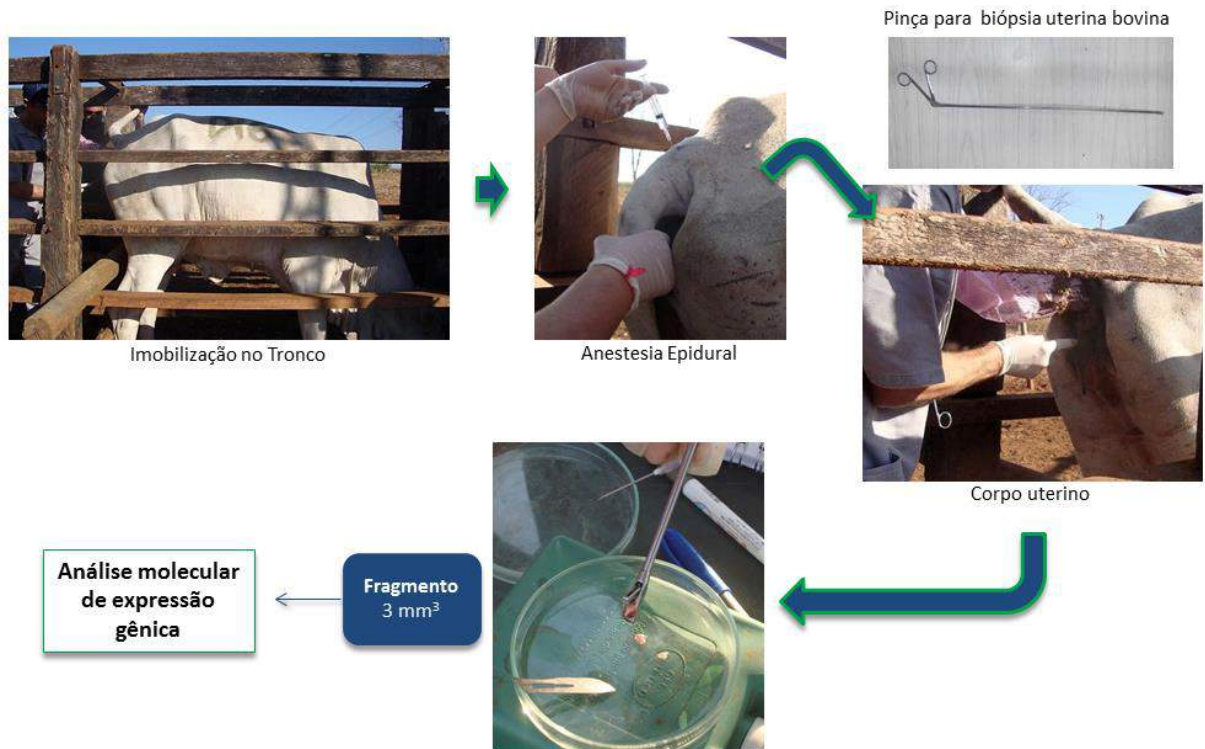 Pinça para biópsia uterina bovina
Imobilização no Tronco
Anestesia Epidural
Corpo uterino
Fragmento
3 mm³
Análise molecular
de expressão
gênica